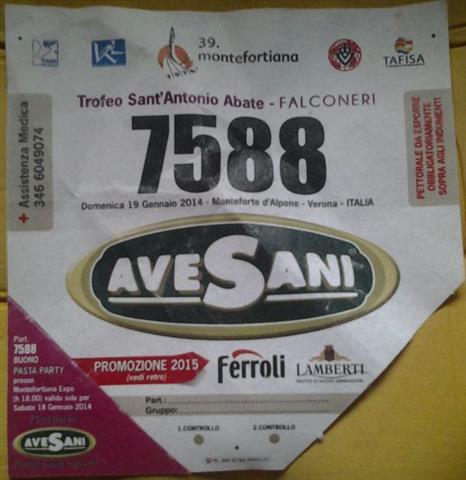 39.
montefortiana
TAFISA
Trofeo Sant'Antonio Abate - FALCONERI
7588
Domenica 19 Gennaio 2014 - Monteforte d'Alpone - Verona - ITALIA
+ Assistenza Medica
346 6049074
PETTORALE DA ESPORRE
OBBLIGATORIAMENTE
SOPRA AGLI INDUMENTI
AVESANI
Part.
7588
BUONO
PASTA PARTY
presso
Montefortiana Expo
(h 18.00) valido solo per
Sabato 18 Gennaio 2014
AVESANI
PROMOZIONE 2015
(vedi retro)
Ferroli
LAMBERTI
Part.:
Gruppo:
1.CONTROLLO
2.CONTROLLO